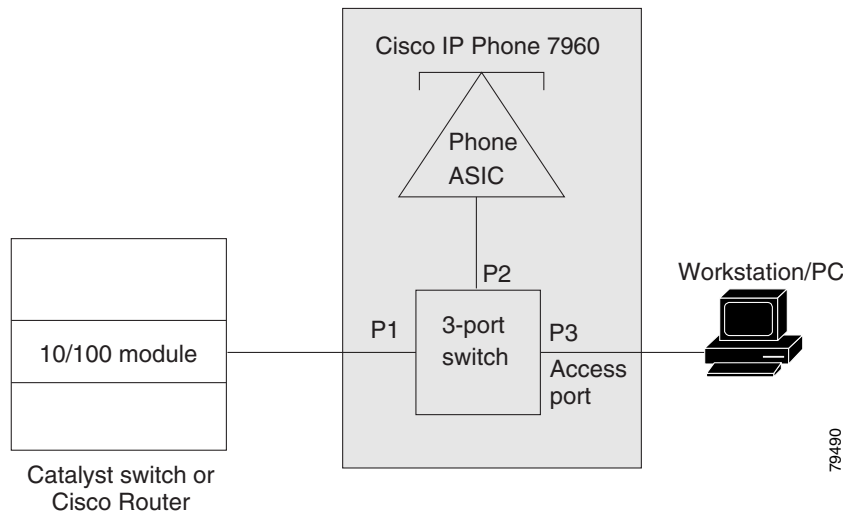 Cisco IP Phone 7960
Phone
ASIC
P2
Workstation/PC
P1
3-port
switch
P3
Access
port
10/100 module
Catalyst switch or
Cisco Router
79490